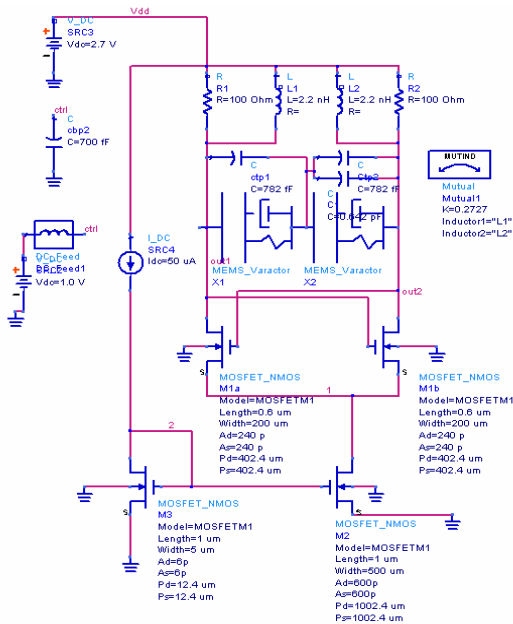 Vdd
V_DC
SRC3
Vdc=2.7 V
ctrl
C
cbp2
C=700 fF
ctrl
DC_Feed1
Vdc=1.0 V
I_DC
SRC4
Idc=50 uA
R
R1
R=100 Ohm
L
L1
L=2.2 nH
R=
L
L2
L=2.2 nH
R=
R
R2
R=100 Ohm
C
ctp1
C=782 fF
C
C=782 fF
MUTIND
Mutual
Mutual1
K=0.2727
Inductor1="L1"
Inductor2="L2"
out1
MEMS_Varactor
X1
MEMS_Varactor
X2
out2
MOSFET_NMOS
M1a
Model=MOSFETM1
Length=0.6 um
Width=200 um
Ad=240 p
As=240 p
Pd=402.4 um
Ps=402.4 um
MOSFET_NMOS
M1b
Model=MOSFETM1
Length=0.6 um
Width=200 um
Ad=240 p
As=240 p
Pd=402.4 um
Ps=402.4 um
S
S
1
2
MOSFET_NMOS
M3
Model=MOSFETM1
Length=1 um
Width=5 um
Ad=6p
As=6p
Pd=12.4 um
Ps=12.4 um
MOSFET_NMOS
M2
Model=MOSFETM1
Length=1 um
Width=500 um
Ad=600p
As=600p
Pd=1002.4 um
Ps=1002.4 um
S
S